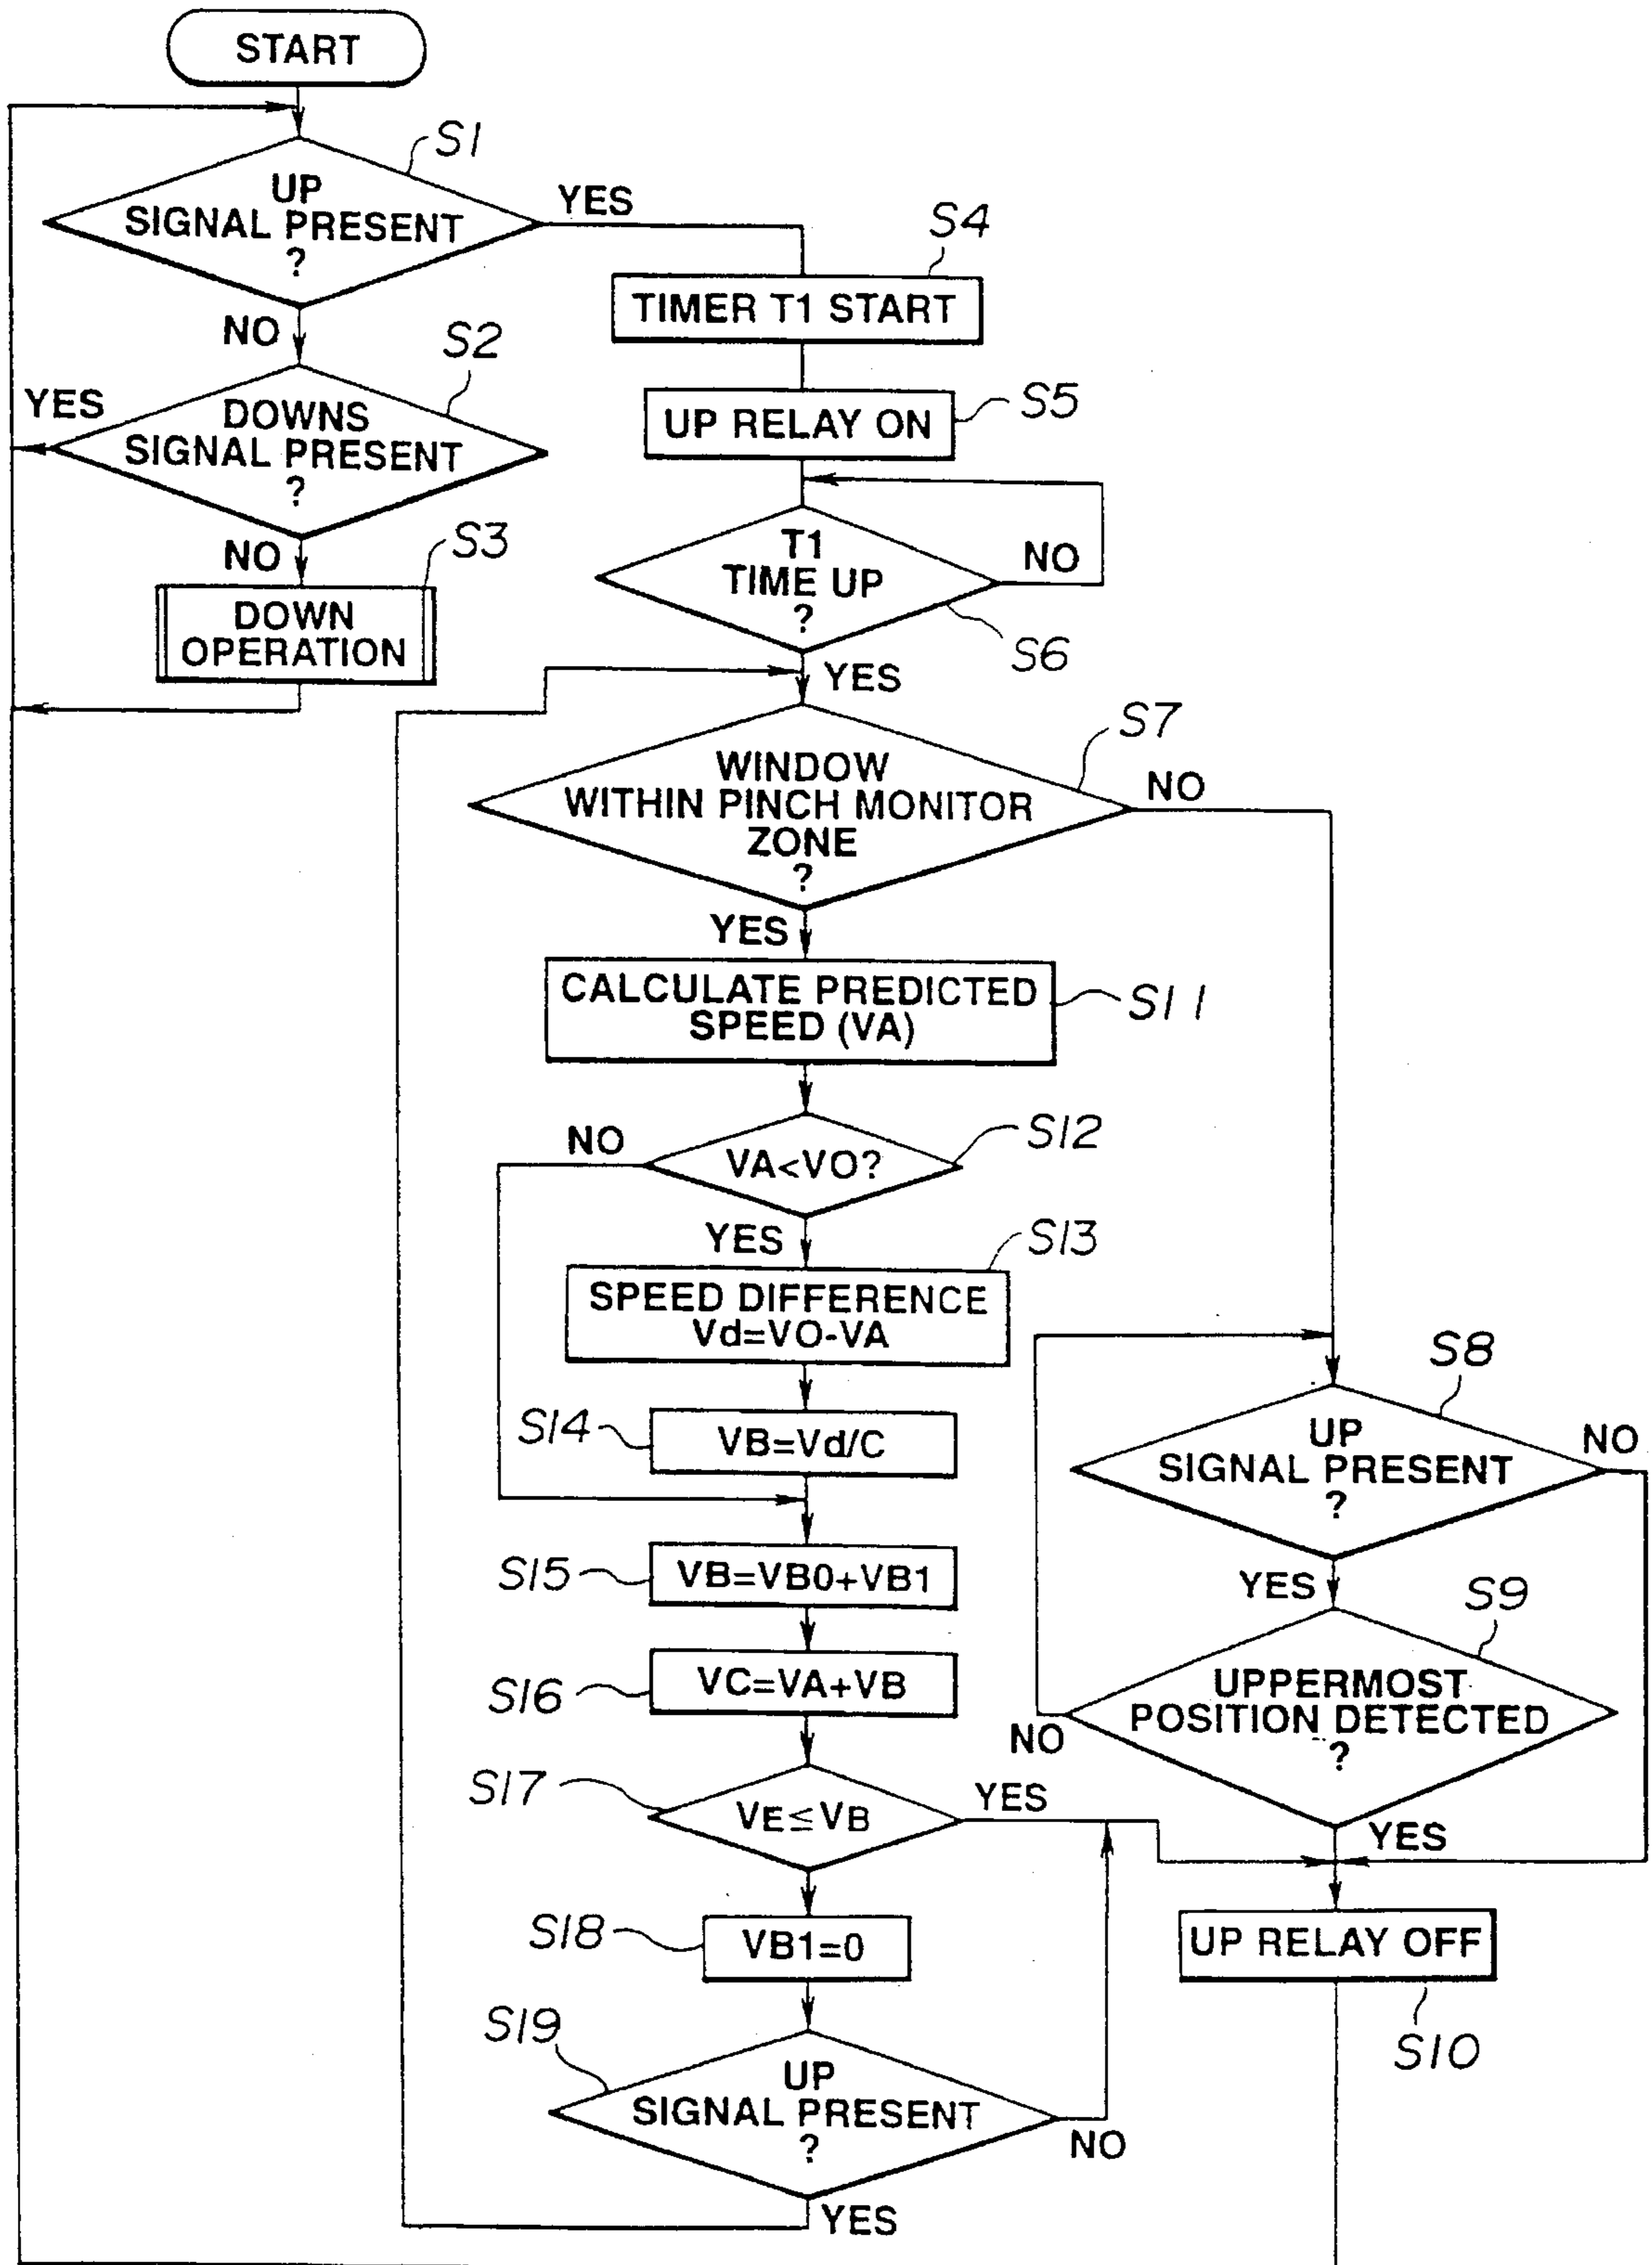 START
S1
UP
SIGNAL PRESENT
?
YES
NO
S2
YES
DOWNS
SIGNAL PRESENT
?
NO
S3
DOWN
OPERATION
S4
TIMER T1 START
S5
UP RELAY ON
T1
TIME UP
?
NO
S6
YES
S7
WINDOW
WITHIN PINCH MONITOR
ZONE
?
NO
YES
S11
CALCULATE PREDICTED
SPEED (VA)
S12
NO
VA<VO?
YES
S13
SPEED DIFFERENCE
Vd=VO-VA
S14
VB=Vd/C
S15
VB=VB0+VB1
S16
VC=VA+VB
S17
VE≤VB
YES
S18
VB1=0
S19
UP
SIGNAL PRESENT
?
NO
YES
S8
UP
SIGNAL PRESENT
?
NO
YES
S9
UPPERMOST
POSITION DETECTED
?
NO
YES
UP RELAY OFF
S10